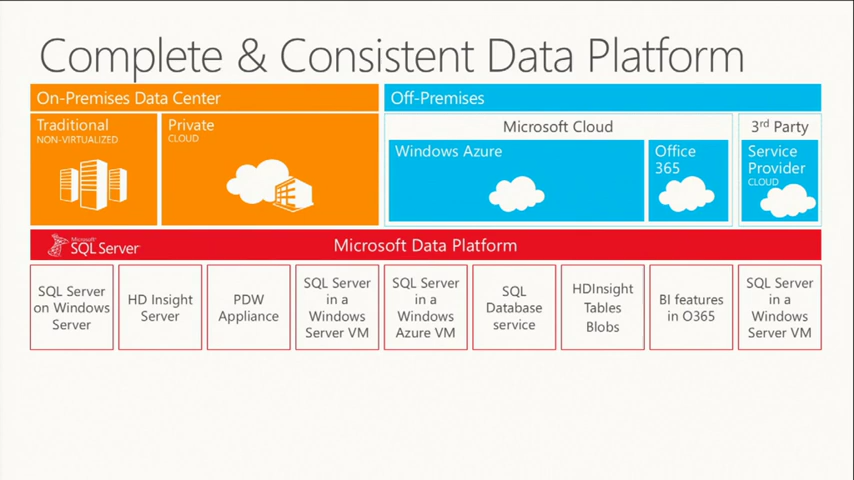 Complete & Consistent Data Platform
On-Premises Data Center
Off-Premises
Traditional
NON-VIRTUALIZED
Private
CLOUD
Microsoft Cloud
3rd Party
Windows Azure
Office
365
Service
Provider
CLOUD
Microsoft
SQL Server
Microsoft Data Platform
SQL Server
on Windows
Server
HD Insight
Server
PDW
Appliance
SQL Server
in a
Windows
Server VM
SQL Server
in a
Windows
Azure VM
SQL
Database
service
HDInsight
Tables
Blobs
BI features
in O365
SQL Server
in a
Windows
Server VM